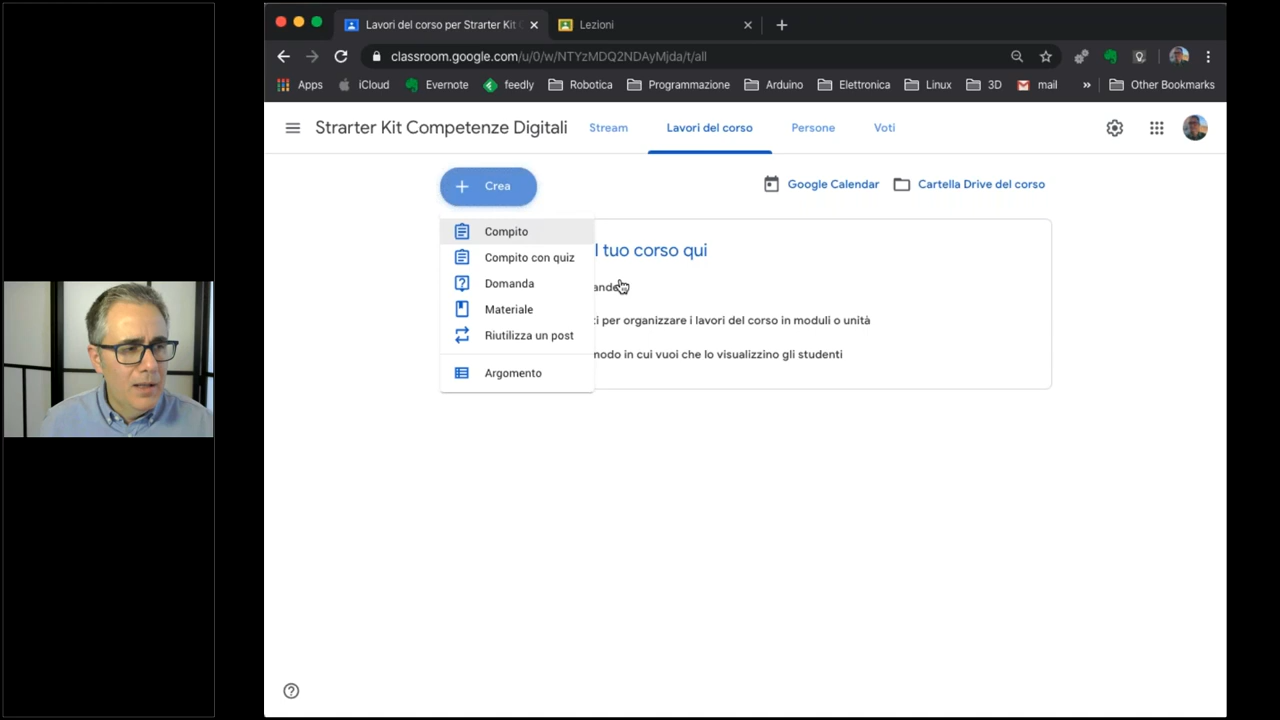 Lavori del corso per Strarter Kit C
Lezioni
classroom.google.com/u/0/w/NTYzMDQ2NDAyMjda/t/all
Apps iCloud Evernote feedly Robotica Programmazione Arduino Elettronica Linux 3D mail » Other Bookmarks
Strarter Kit Competenze Digitali Stream Lavori del corso Persone Voti
Crea
Google Calendar Cartella Drive del corso
Compito
l tuo corso qui
Compito con quiz
Domanda
ande
Materiale
ti per organizzare i lavori del corso in moduli o unità
Riutilizza un post
modo in cui vuoi che lo visualizzino gli studenti
Argomento